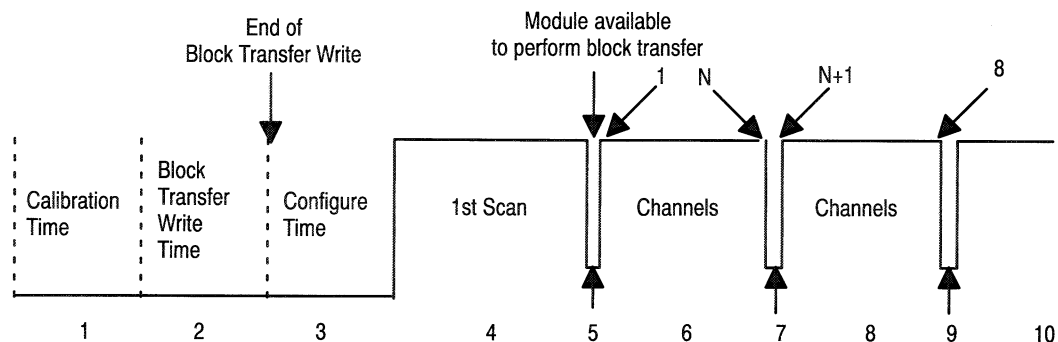 End of
Block Transfer Write
Module available
to perform block transfer
1
N
N+1
8
Calibration
Time
Block
Transfer
Write
Time
Configure
Time
1st Scan
Channels
Channels
1
2
3
4
5
6
7
8
9
10